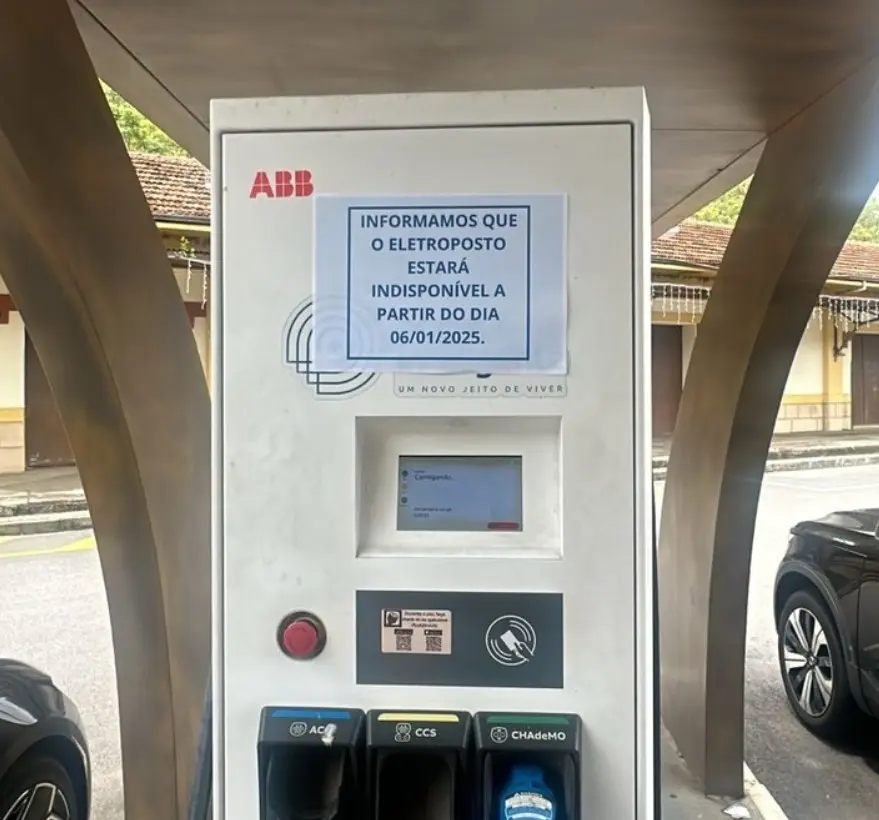 ABB
INFORMAMOS QUE
O ELETROPOSTO
ESTARÁ
INDISPONÍVEL A
PARTIR DO DIA
06/01/2025.
UM NOVO JEITO DE VIVER
Carregando...
AC
CCS
CHAdeMO